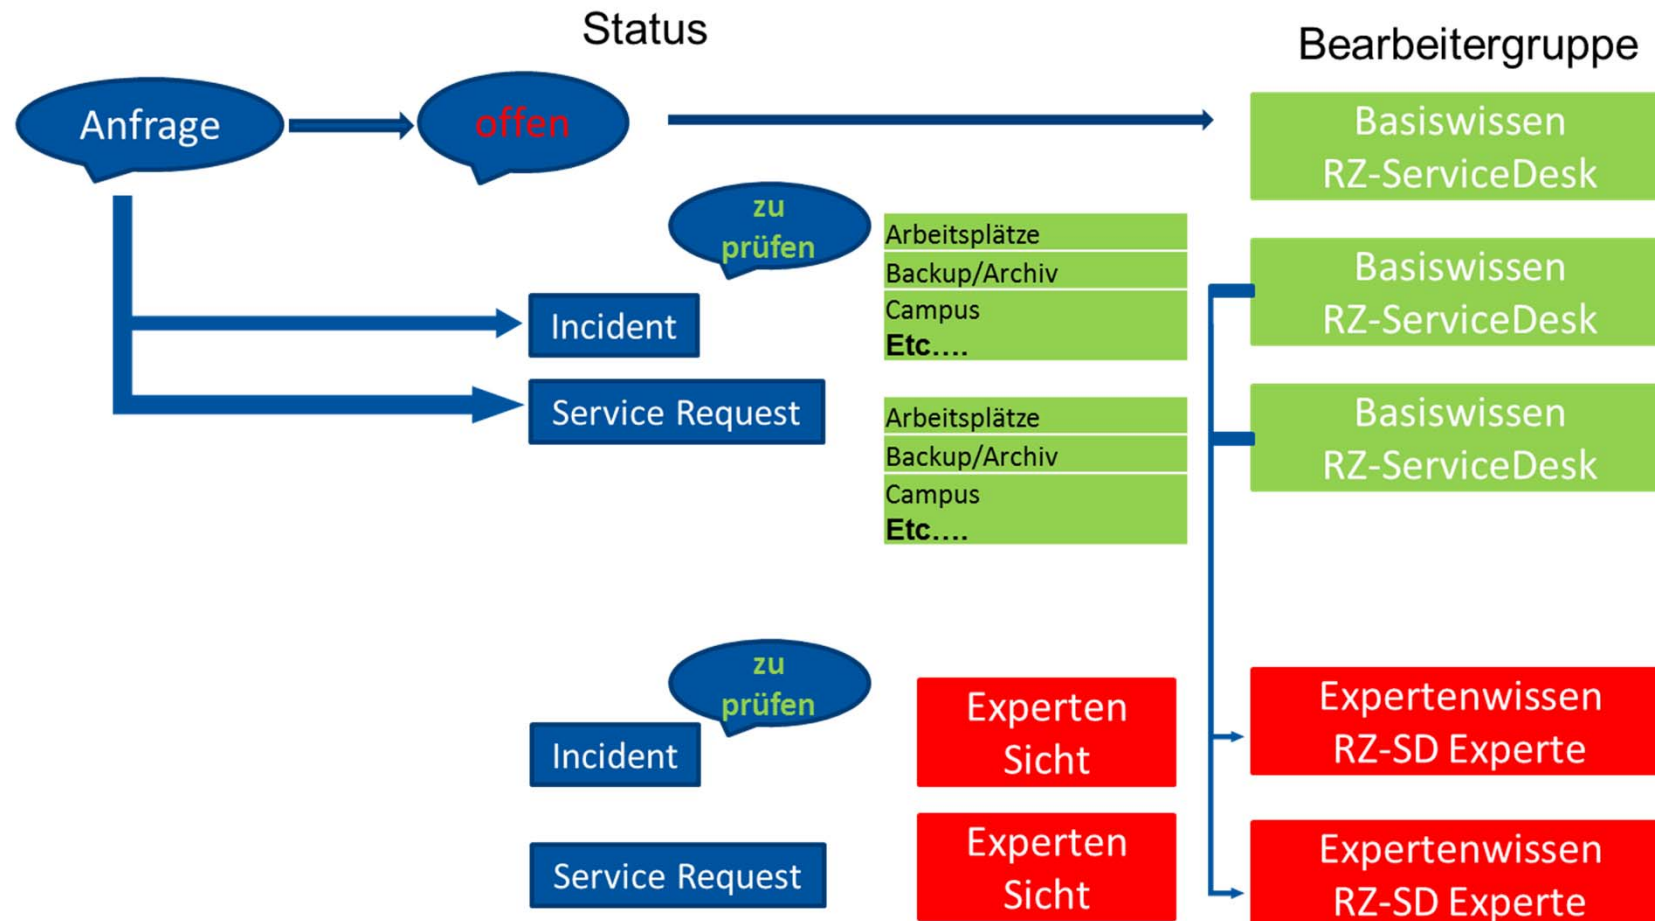 Status
Bearbeitergruppe
Anfrage
offen
Basiswissen
RZ-ServiceDesk
zu
prüfen
Arbeitsplätze
Backup/Archiv
Campus
Etc....
Incident
Basiswissen
RZ-ServiceDesk
Service Request
Arbeitsplätze
Backup/Archiv
Campus
Etc....
Basiswissen
RZ-ServiceDesk
zu
prüfen
Incident
Experten
Sicht
Expertenwissen
RZ-SD Experte
Service Request
Experten
Sicht
Expertenwissen
RZ-SD Experte